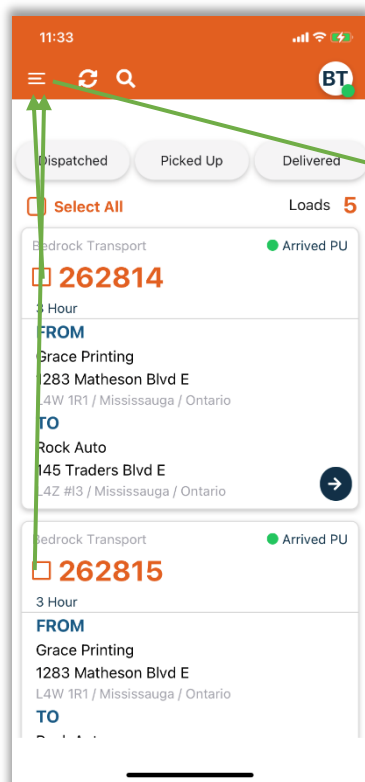 11:33
BT
Dispatched Picked Up Delivered
Select All Loads 5
Bedrock Transport Arrived PU
262814
3 Hour
FROM
Grace Printing
1283 Matheson Blvd E
L4W 1R1 / Mississauga / Ontario
TO
Rock Auto
145 Traders Blvd E
L4Z #I3 / Mississauga / Ontario
Bedrock Transport Arrived PU
262815
3 Hour
FROM
Grace Printing
1283 Matheson Blvd E
L4W 1R1 / Mississauga / Ontario
TO